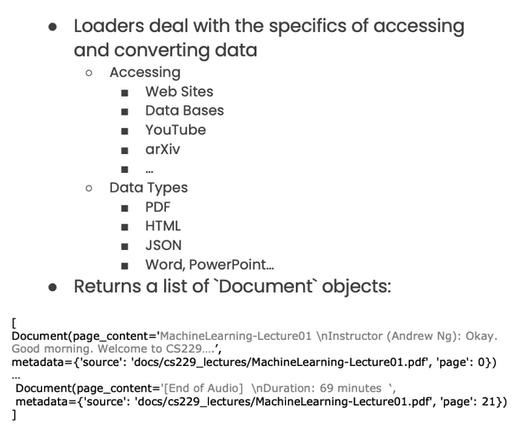 ● Loaders deal with the specifics of accessing
and converting data
○ Accessing
■ Web Sites
■ Data Bases
■ YouTube
■ arXiv
■ …
○ Data Types
■ PDF
■ HTML
■ JSON
■ Word, PowerPoint…
● Returns a list of `Document` objects:
[
Document(page_content='MachineLearning-Lecture01 \nInstructor (Andrew Ng): Okay.
Good morning. Welcome to CS229….',
metadata={'source': 'docs/cs229_lectures/MachineLearning-Lecture01.pdf', 'page': 0})
…
Document(page_content='[End of Audio] \nDuration: 69 minutes ‘,
metadata={'source': 'docs/cs229_lectures/MachineLearning-Lecture01.pdf', 'page': 21})
]